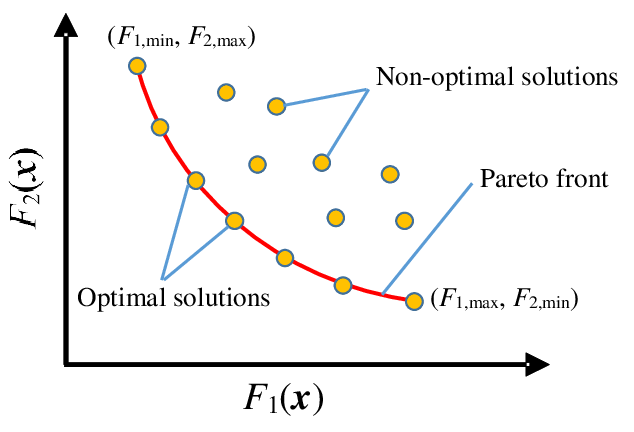 (F1,min, F2,max)
Non-optimal solutions
Pareto front
F2(x)
Optimal solutions
(F1,max, F2,min)
F1(x)